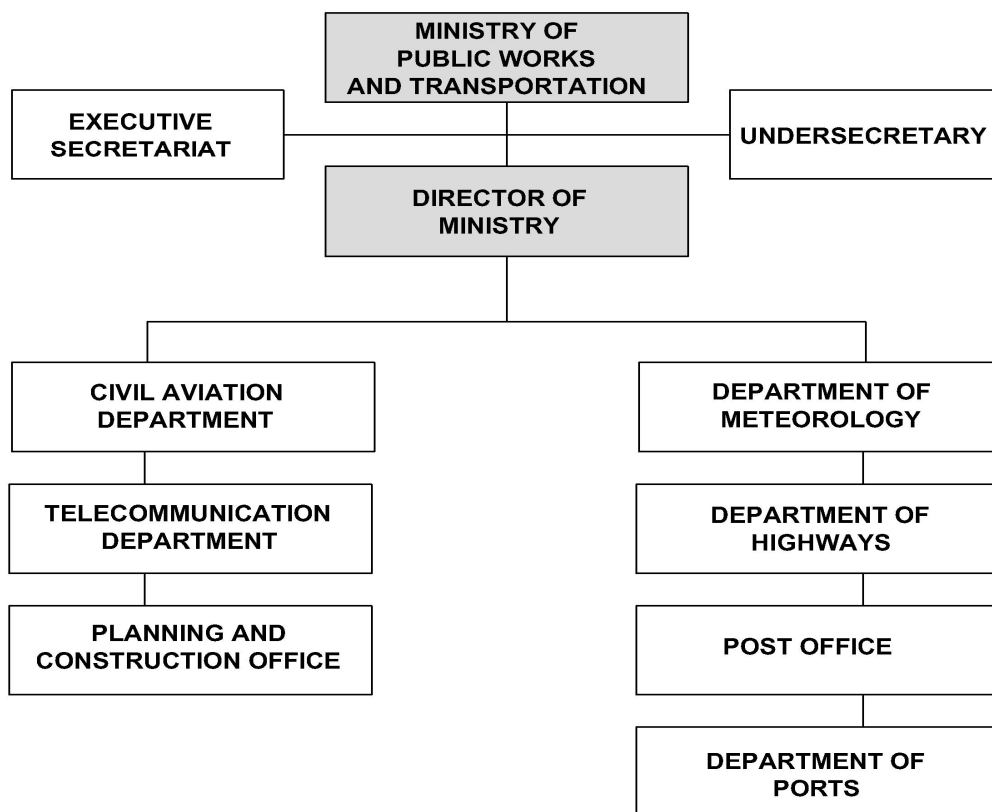 MINISTRY OF
PUBLIC WORKS
AND TRANSPORTATION
EXECUTIVE
SECRETARIAT
UNDERSECRETARY
DIRECTOR OF
MINISTRY
CIVIL AVIATION
DEPARTMENT
DEPARTMENT OF
METEOROLOGY
TELECOMMUNICATION
DEPARTMENT
DEPARTMENT OF
HIGHWAYS
PLANNING AND
CONSTRUCTION OFFICE
POST OFFICE
DEPARTMENT OF
PORTS